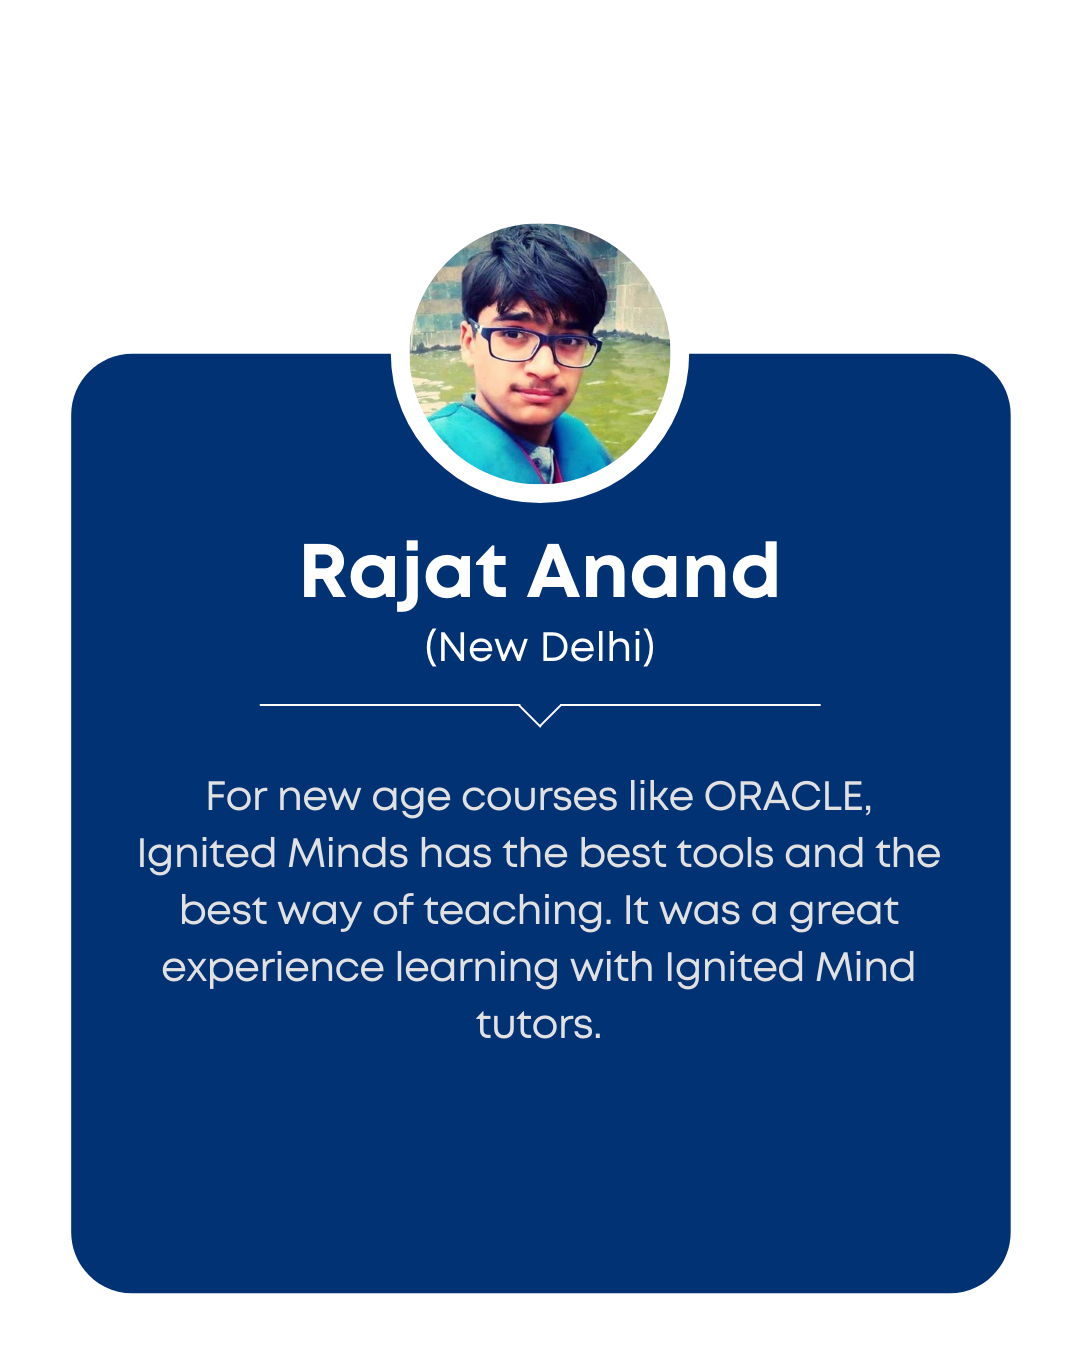 Rajat Anand
(New Delhi)
For new age courses like ORACLE,
Ignited Minds has the best tools and the
best way of teaching. It was a great
experience learning with Ignited Mind
tutors.